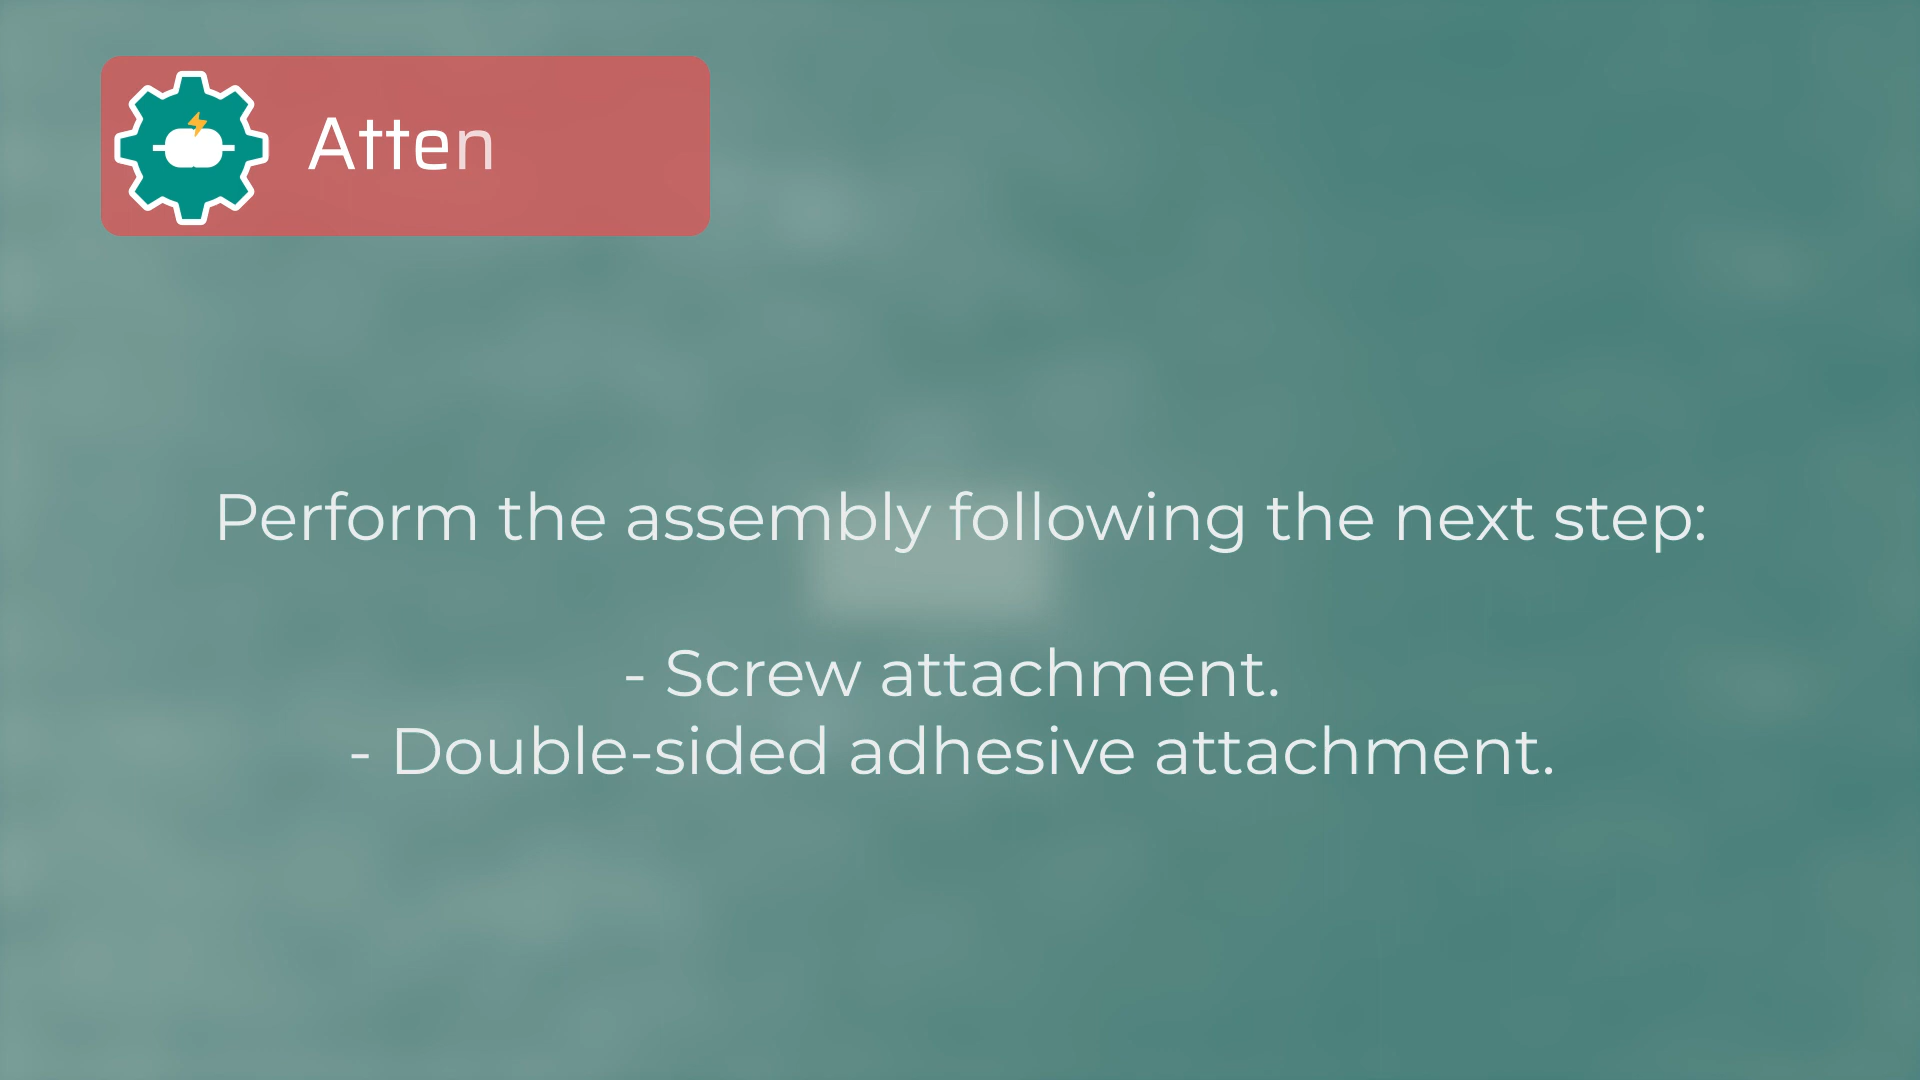 Atten
Perform the assembly following the next step:
- Screw attachment.
- Double-sided adhesive attachment.